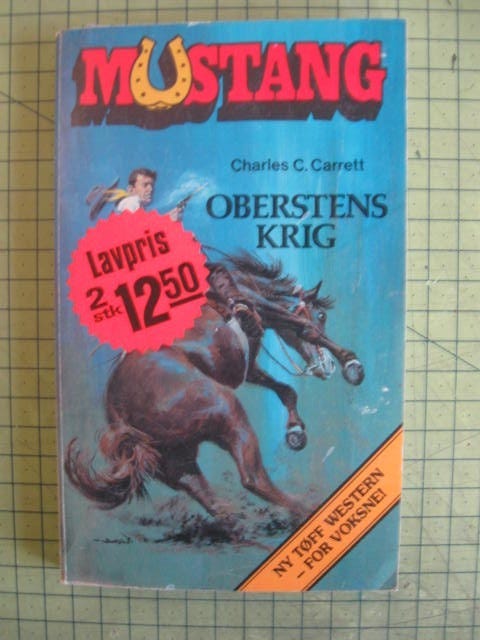 MUSTANG
Charles C. Carrett
OBERSTENS
KRIG
Lavpris
2
stk
12.50
NY TØFF WESTERN
– FOR VOKSNE!